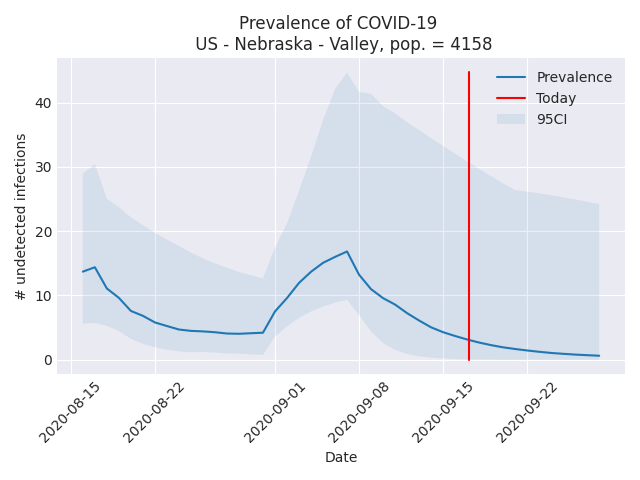 Prevalence of COVID-19
US - Nebraska - Valley, pop. = 4158
# undetected infections
40
30
20
10
0
Prevalence
Today
95CI
2020-08-15
2020-08-22
2020-09-01
2020-09-08
2020-09-15
2020-09-22
Date